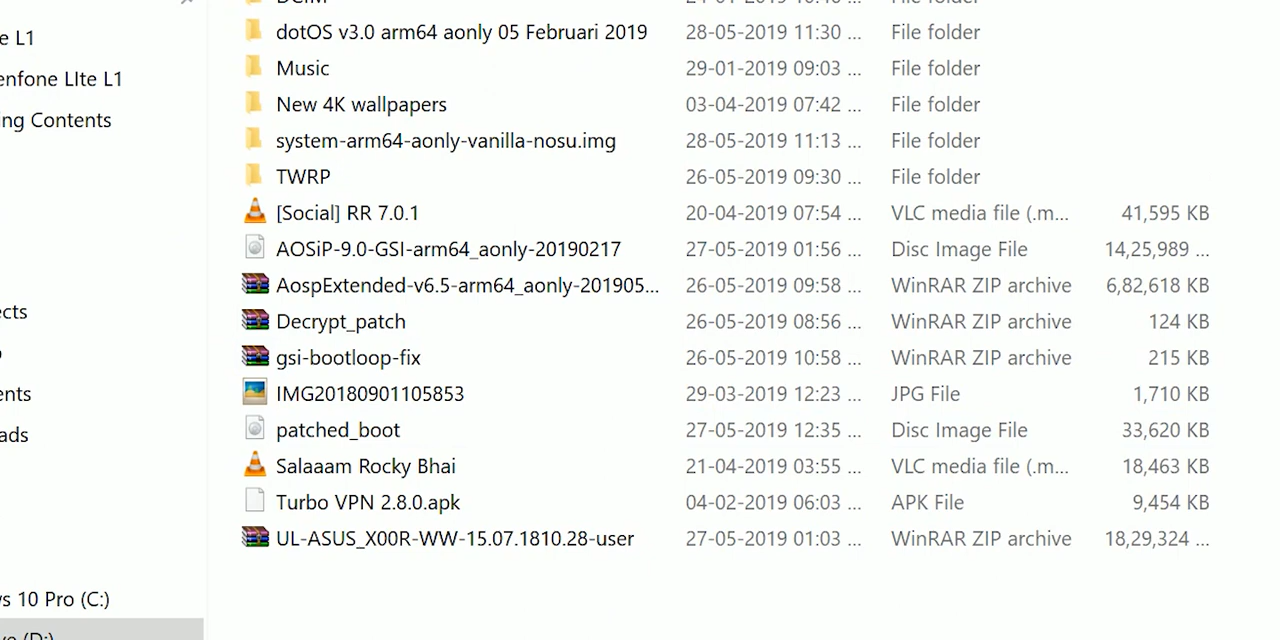 e L1
enfone LIte L1
ing Contents
ects
ents
ads
s 10 Pro (C:)
dotOS v3.0 arm64 aonly 05 Februari 2019 28-05-2019 11:30 ... File folder
Music 29-01-2019 09:03 ... File folder
New 4K wallpapers 03-04-2019 07:42 ... File folder
system-arm64-aonly-vanilla-nosu.img 28-05-2019 11:13 ... File folder
TWRP 26-05-2019 09:30 ... File folder
[Social] RR 7.0.1 20-04-2019 07:54 ... VLC media file (.m... 41,595 KB
AOSiP-9.0-GSI-arm64_aonly-20190217 27-05-2019 01:56 ... Disc Image File 14,25,989 ...
AospExtended-v6.5-arm64_aonly-201905... 26-05-2019 09:58 ... WinRAR ZIP archive 6,82,618 KB
Decrypt_patch 26-05-2019 08:56 ... WinRAR ZIP archive 124 KB
gsi-bootloop-fix 26-05-2019 10:58 ... WinRAR ZIP archive 215 KB
IMG20180901105853 29-03-2019 12:23 ... JPG File 1,710 KB
patched_boot 27-05-2019 12:35 ... Disc Image File 33,620 KB
Salaaam Rocky Bhai 21-04-2019 03:55 ... VLC media file (.m... 18,463 KB
Turbo VPN 2.8.0.apk 04-02-2019 06:03 ... APK File 9,454 KB
UL-ASUS_X00R-WW-15.07.1810.28-user 27-05-2019 01:03 ... WinRAR ZIP archive 18,29,324 ...